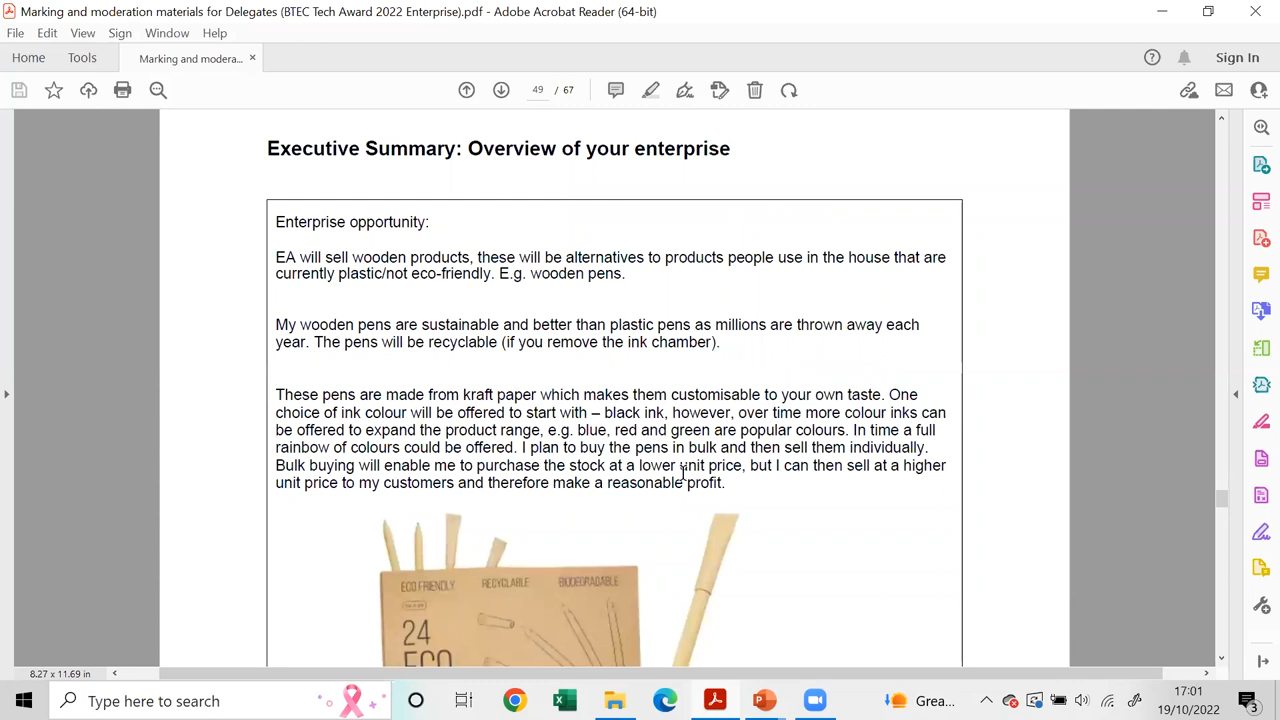 Marking and moderation materials for Delegates (BTEC Tech Award 2022 Enterprise).pdf - Adobe Acrobat Reader (64-bit)
File Edit View Sign Window Help
Home Tools Marking and modera... × Sign In
49 / 67
Executive Summary: Overview of your enterprise
Enterprise opportunity:
EA will sell wooden products, these will be alternatives to products people use in the house that are
currently plastic/not eco-friendly. E.g. wooden pens.
My wooden pens are sustainable and better than plastic pens as millions are thrown away each
year. The pens will be recyclable (if you remove the ink chamber).
These pens are made from kraft paper which makes them customisable to your own taste. One
choice of ink colour will be offered to start with – black ink, however, over time more colour inks can
be offered to expand the product range, e.g. blue, red and green are popular colours. In time a full
rainbow of colours could be offered. I plan to buy the pens in bulk and then sell them individually.
Bulk buying will enable me to purchase the stock at a lower unit price, but I can then sell at a higher
unit price to my customers and therefore make a reasonable profit.
ECO FRIENDLY RECYCLABLE BIODEGRADABLE
24
ECO
8.27 x 11.69 in
Type here to search
Grea...
17:01
19/10/2022
3